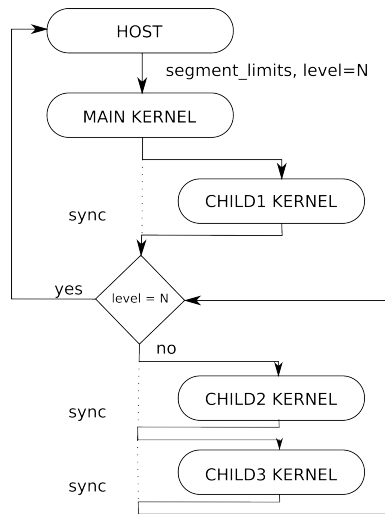 HOST
segment_limits, level=N
MAIN KERNEL
CHILD1 KERNEL
sync
level = N
yes
no
CHILD2 KERNEL
sync
CHILD3 KERNEL
sync